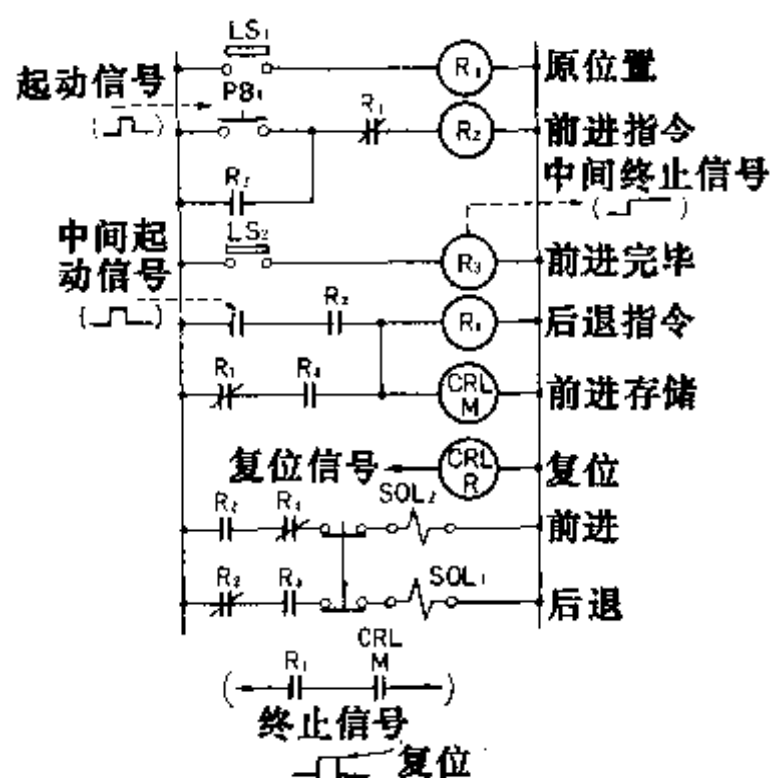 LS₁
R₁ 原位置
起动信号
PB₁
R₂ 前进指令
中间终止信号
中间起
动信号
LS₂
R₃ 前进完毕
R₂
后退指令
CRL
M
前进存储
复位信号
CRL
R
复位
R₂
SOL₂
前进
SOL₁
后退
R₁
CRL
M
终止信号
复位